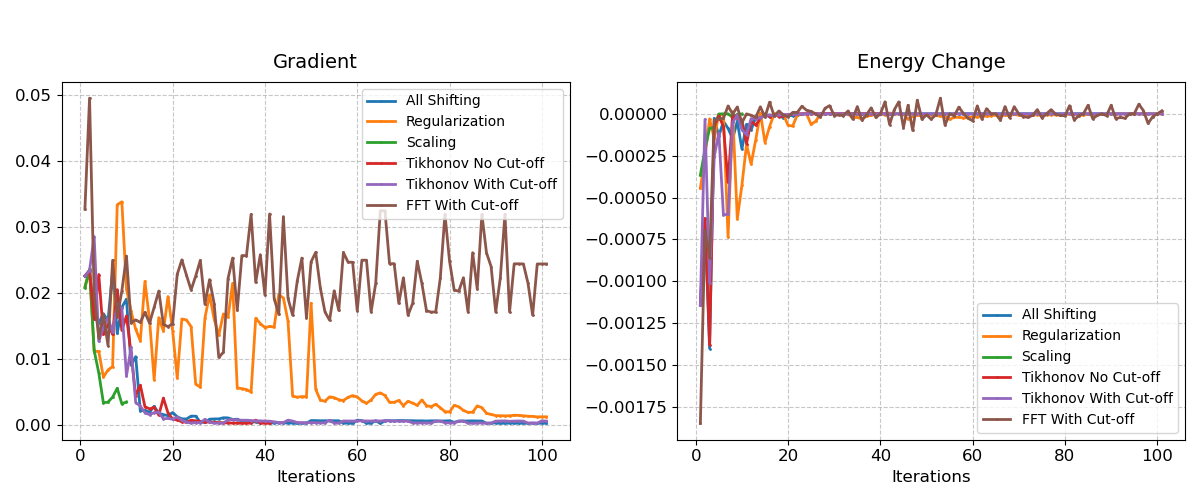 Gradient
0.05
0.04
0.03
0.02
0.01
0.00
0
20
40
60
80
100
Iterations
All Shifting
Regularization
Scaling
Tikhonov No Cut-off
Tikhonov With Cut-off
FFT With Cut-off
Energy Change
0.00000
−0.00025
−0.00050
−0.00075
−0.00100
−0.00125
−0.00150
−0.00175
0
20
40
60
80
100
Iterations
All Shifting
Regularization
Scaling
Tikhonov No Cut-off
Tikhonov With Cut-off
FFT With Cut-off